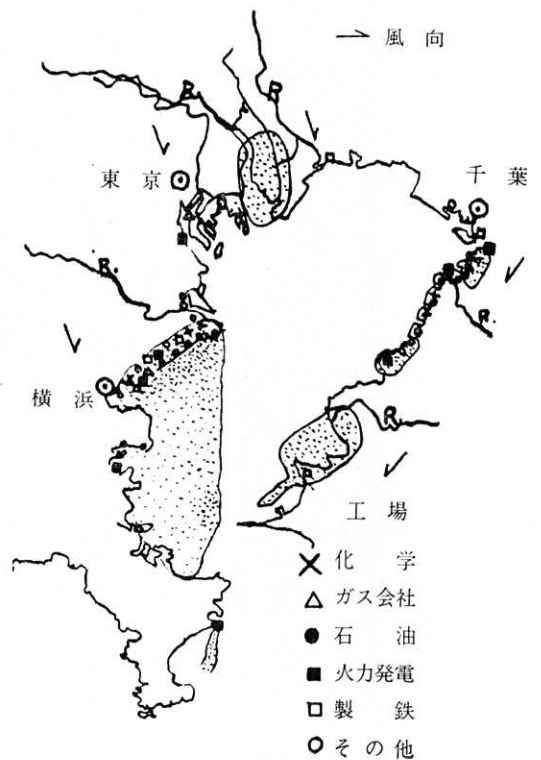 → 風向
R.
R
東京
千葉
R.
R.
横浜
R.
工場
× 化学
△ ガス会社
● 石油
■ 火力発電
□ 製鉄
○ その他